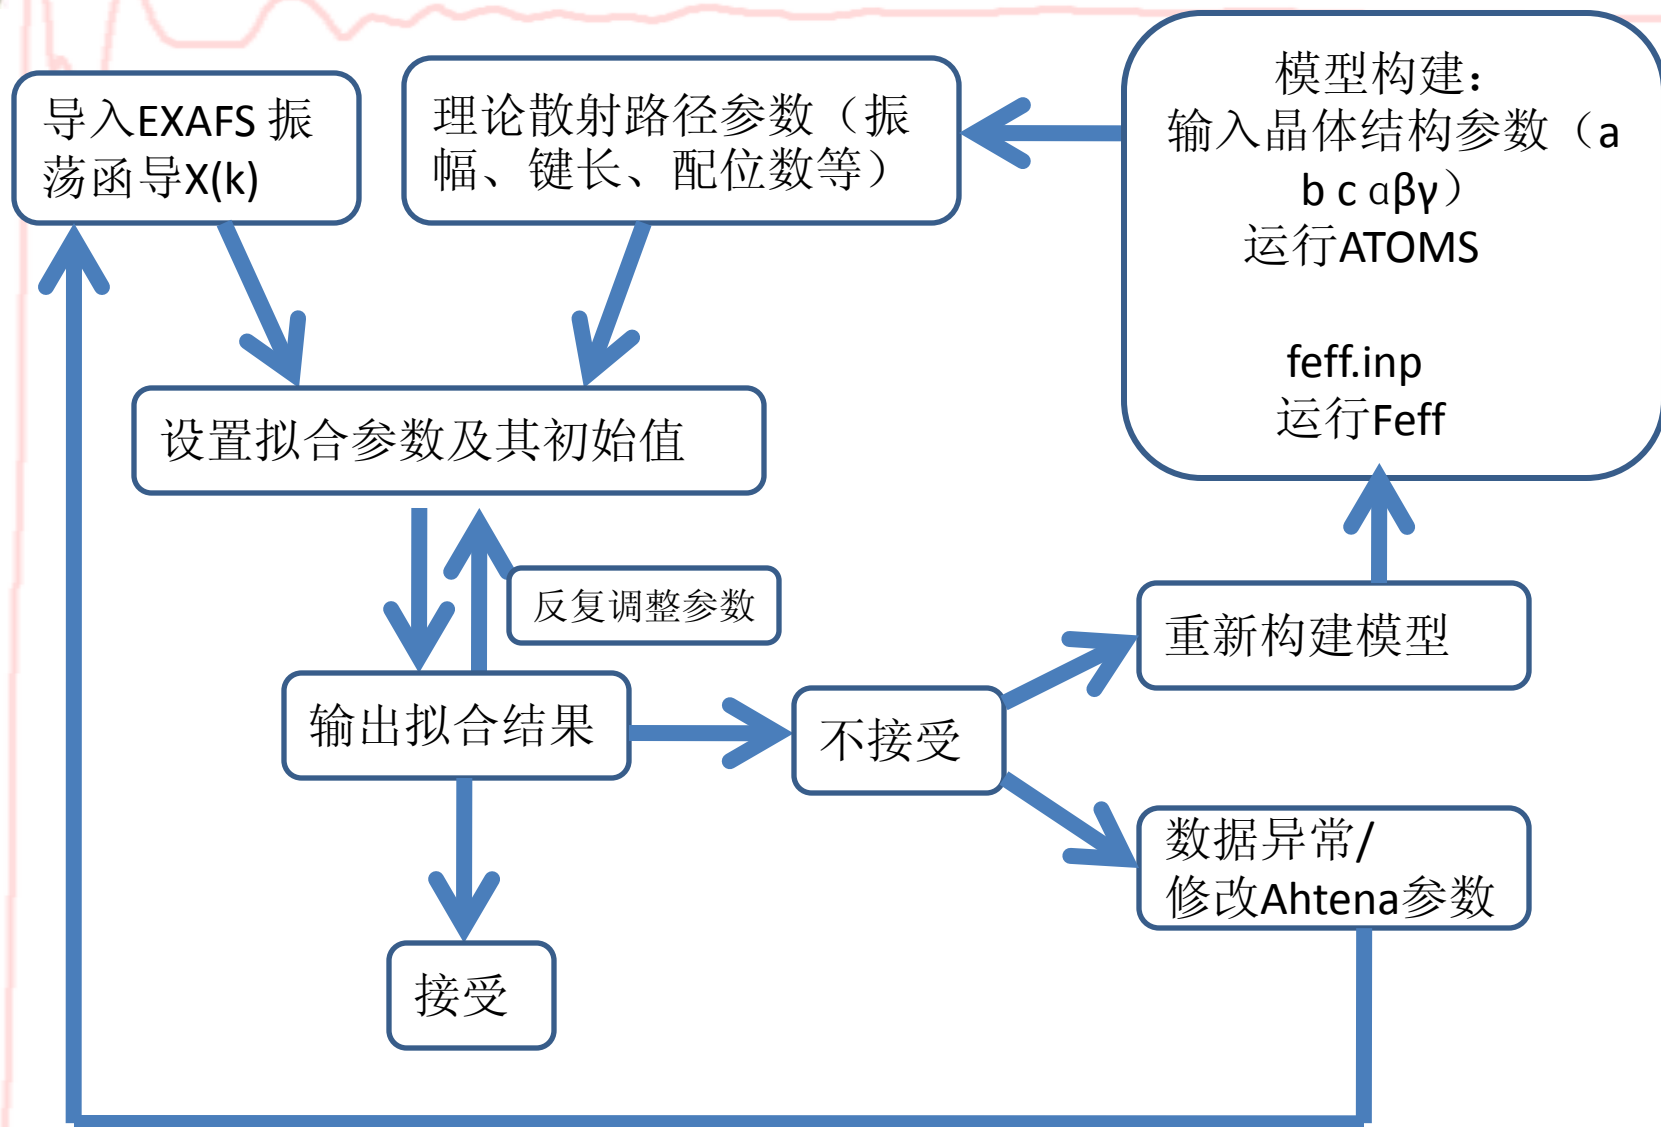 导入EXAFS 振
荡函导X(k)
理论散射路径参数（振
幅、键长、配位数等）
模型构建：
输入晶体结构参数（a
b c αβγ）
运行ATOMS
feff.inp
运行Feff
设置拟合参数及其初始值
反复调整参数
重新构建模型
输出拟合结果
不接受
数据异常/
修改Ahtena参数
接受